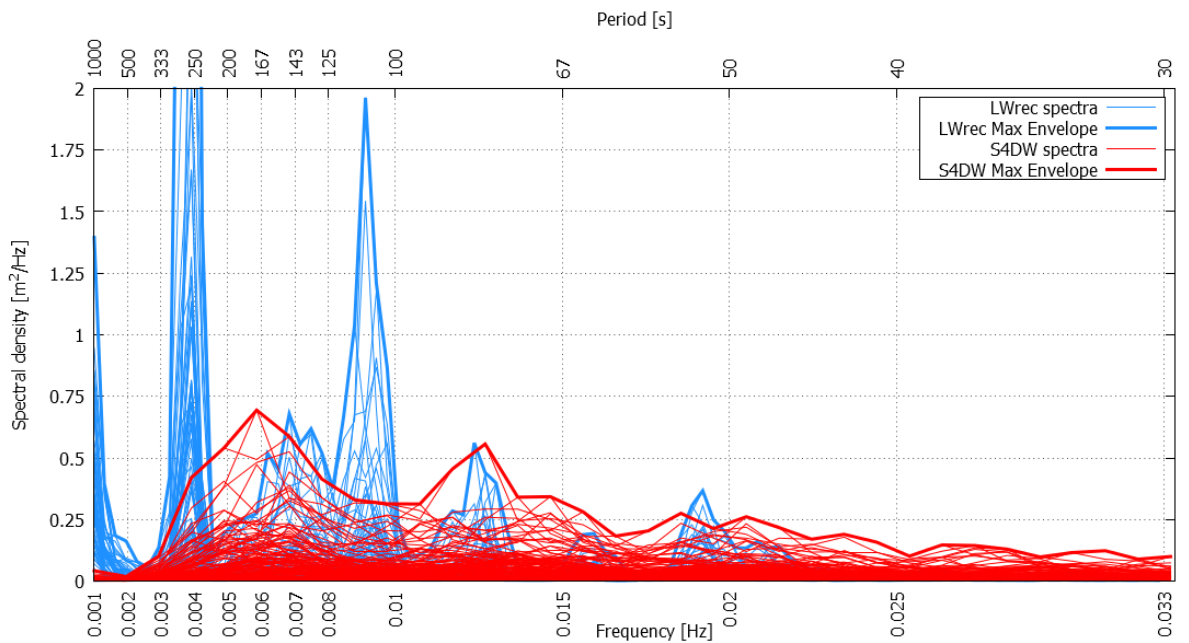 Period [s]
1000 500 333 250 200 167 143 125 100 67 50 40 30
2
1.75
1.5
1.25
1
0.75
0.5
0.25
0
Spectral density [m²/Hz]
LWrec spectra
LWrec Max Envelope
S4DW spectra
S4DW Max Envelope
0.001 0.002 0.003 0.004 0.005 0.006 0.007 0.008 0.01 0.015 0.02 0.025 0.033
Frequency [Hz]